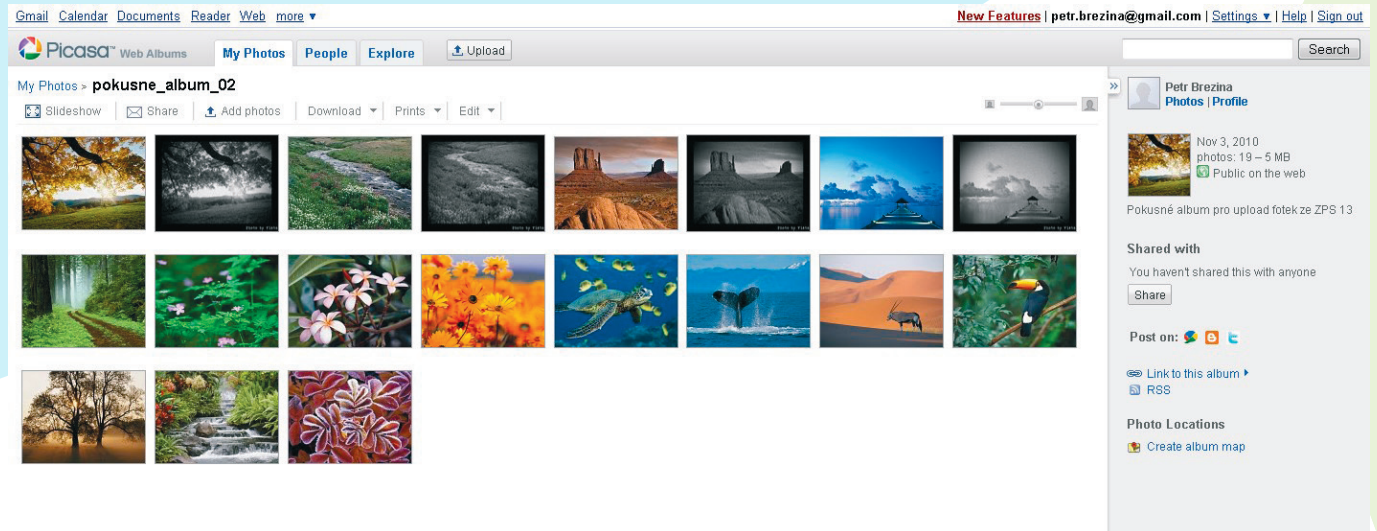 Gmail Calendar Documents Reader Web more ▼
New Features | petr.brezina@gmail.com | Settings ▼ | Help | Sign out
Picasa™ Web Albums My Photos People Explore Upload Search
My Photos > pokusne_album_02
Slideshow Share Add photos Download ▼ Prints ▼ Edit ▼
»
Petr Brezina
Photos | Profile
Nov 3, 2010
photos: 19 – 5 MB
Public on the web
Pokusné album pro upload fotek ze ZPS 13
Shared with
You haven't shared this with anyone
Share
Post on:
Link to this album
RSS
Photo Locations
Create album map